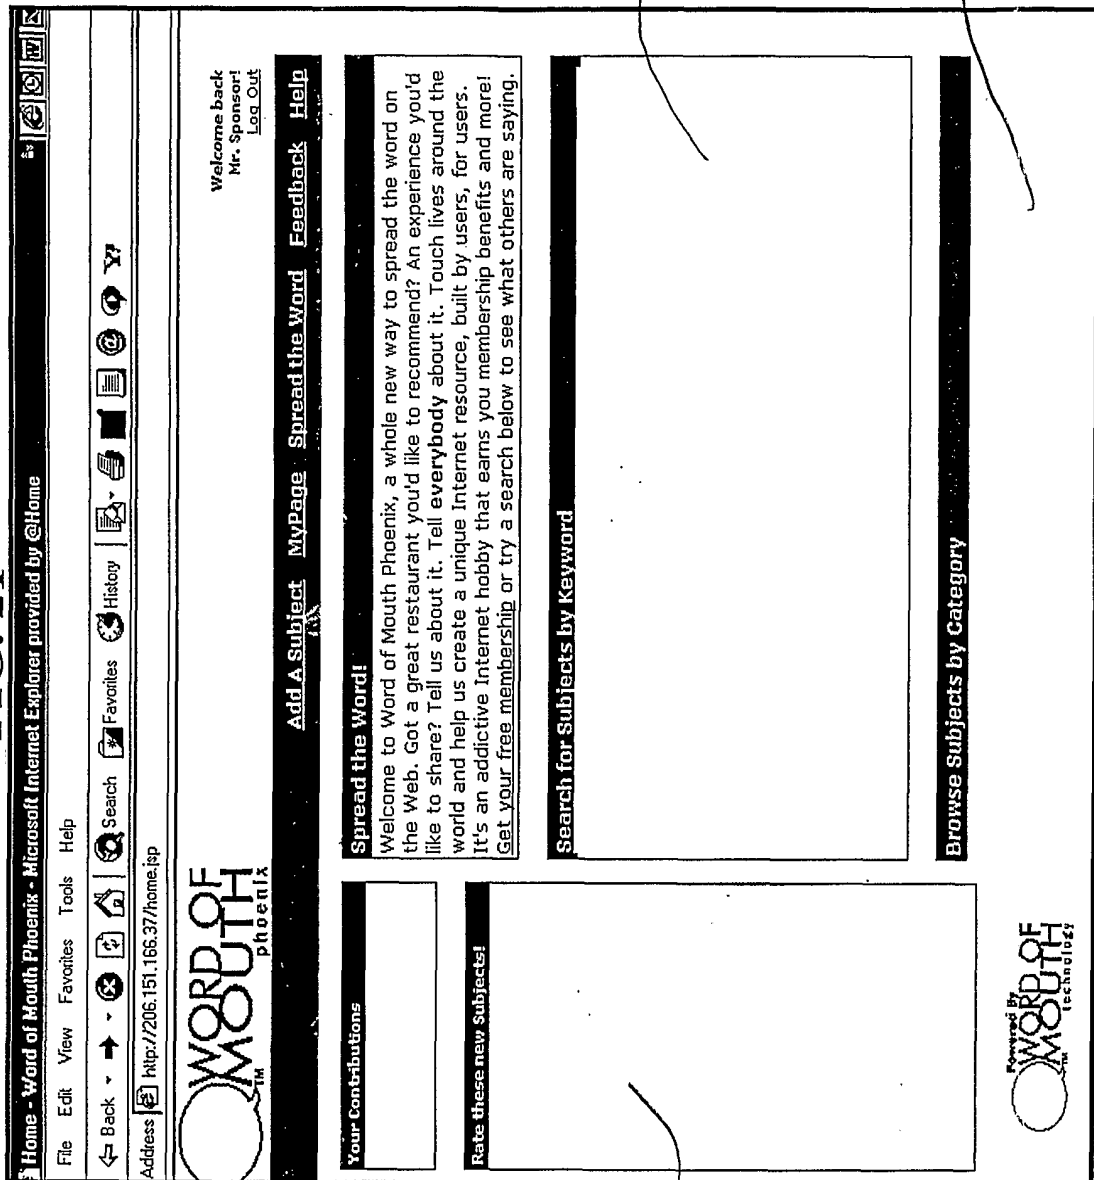 Home - Word of Mouth Phoenix - Microsoft Internet Explorer provided by @Home
File Edit View Favorites Tools Help
Back Search Favorites History
Address http://206.151.166.37/home.jsp
WORD OF
MOUTH
TM
phoenix
Welcome back
Mr. Sponsor!
Log Out
Add A Subject MyPage Spread the Word Feedback Help
Your Contributions
Rate these new Subjects!
Spread the Word!
Welcome to Word of Mouth Phoenix, a whole new way to spread the word on
the Web. Got a great restaurant you'd like to recommend? An experience you'd
like to share? Tell us about it. Tell everybody about it. Touch lives around the
world and help us create a unique Internet resource, built by users, for users.
It's an addictive Internet hobby that earns you membership benefits and more!
Get your free membership or try a search below to see what others are saying.
Search for Subjects by Keyword
Browse Subjects by Category
Powered By
WORD OF
MOUTH
TM
technology